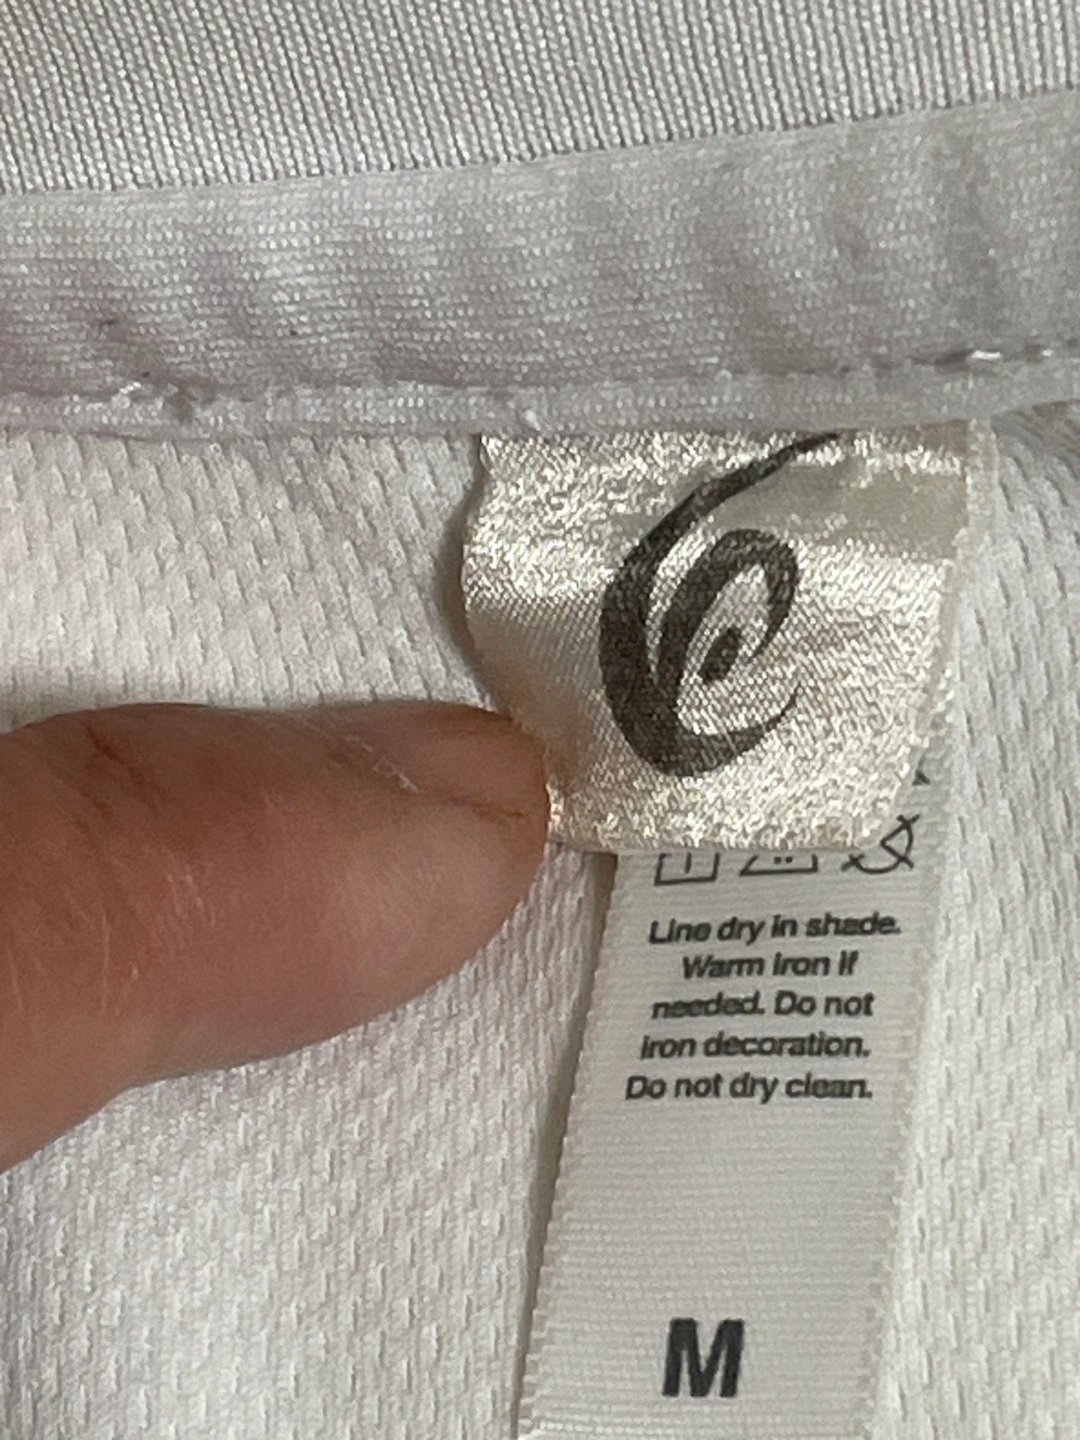 Line dry in shade.
Warm iron if
needed. Do not
iron decoration.
Do not dry clean.
M